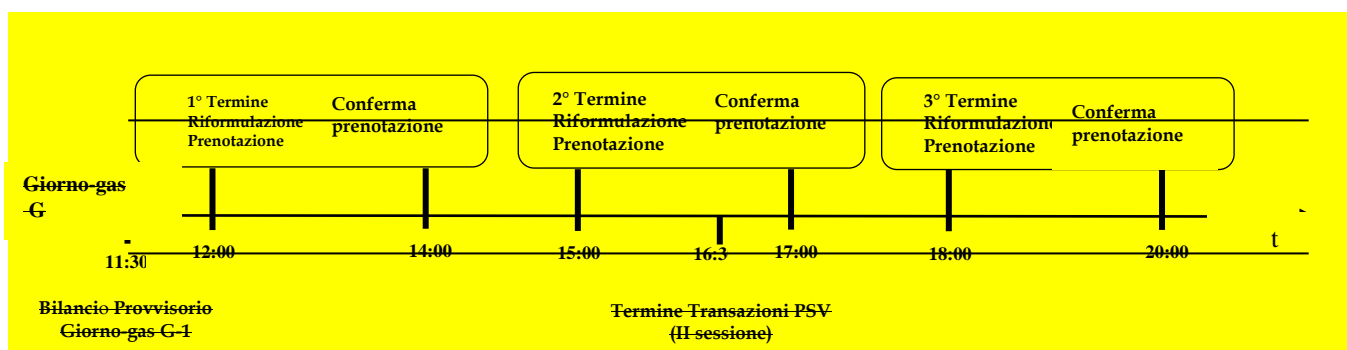 1° Termine
Riformulazione
Prenotazione
Conferma
prenotazione
2° Termine
Riformulazione
Prenotazione
Conferma
prenotazione
3° Termine
Riformulazion
Prenotazione
Conferma
prenotazione
Giorno-gas
G
11:30
12:00
14:00
15:00
16:3
17:00
18:00
20:00
t
Bilancio Provvisorio
Giorno-gas G-1
Termine Transazioni PSV
(II sessione)